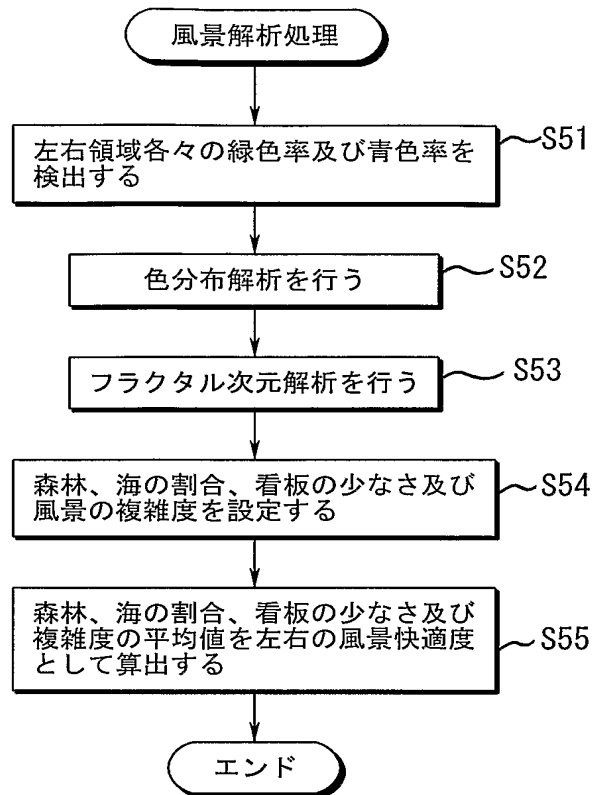 風景解析処理
左右領域各々の緑色率及び青色率を
検出する
S51
色分布解析を行う
S52
フラクタル次元解析を行う
S53
森林、海の割合、看板の少なさ及び
風景の複雑度を設定する
S54
森林、海の割合、看板の少なさ及び
複雑度の平均値を左右の風景快適度
として算出する
S55
エンド